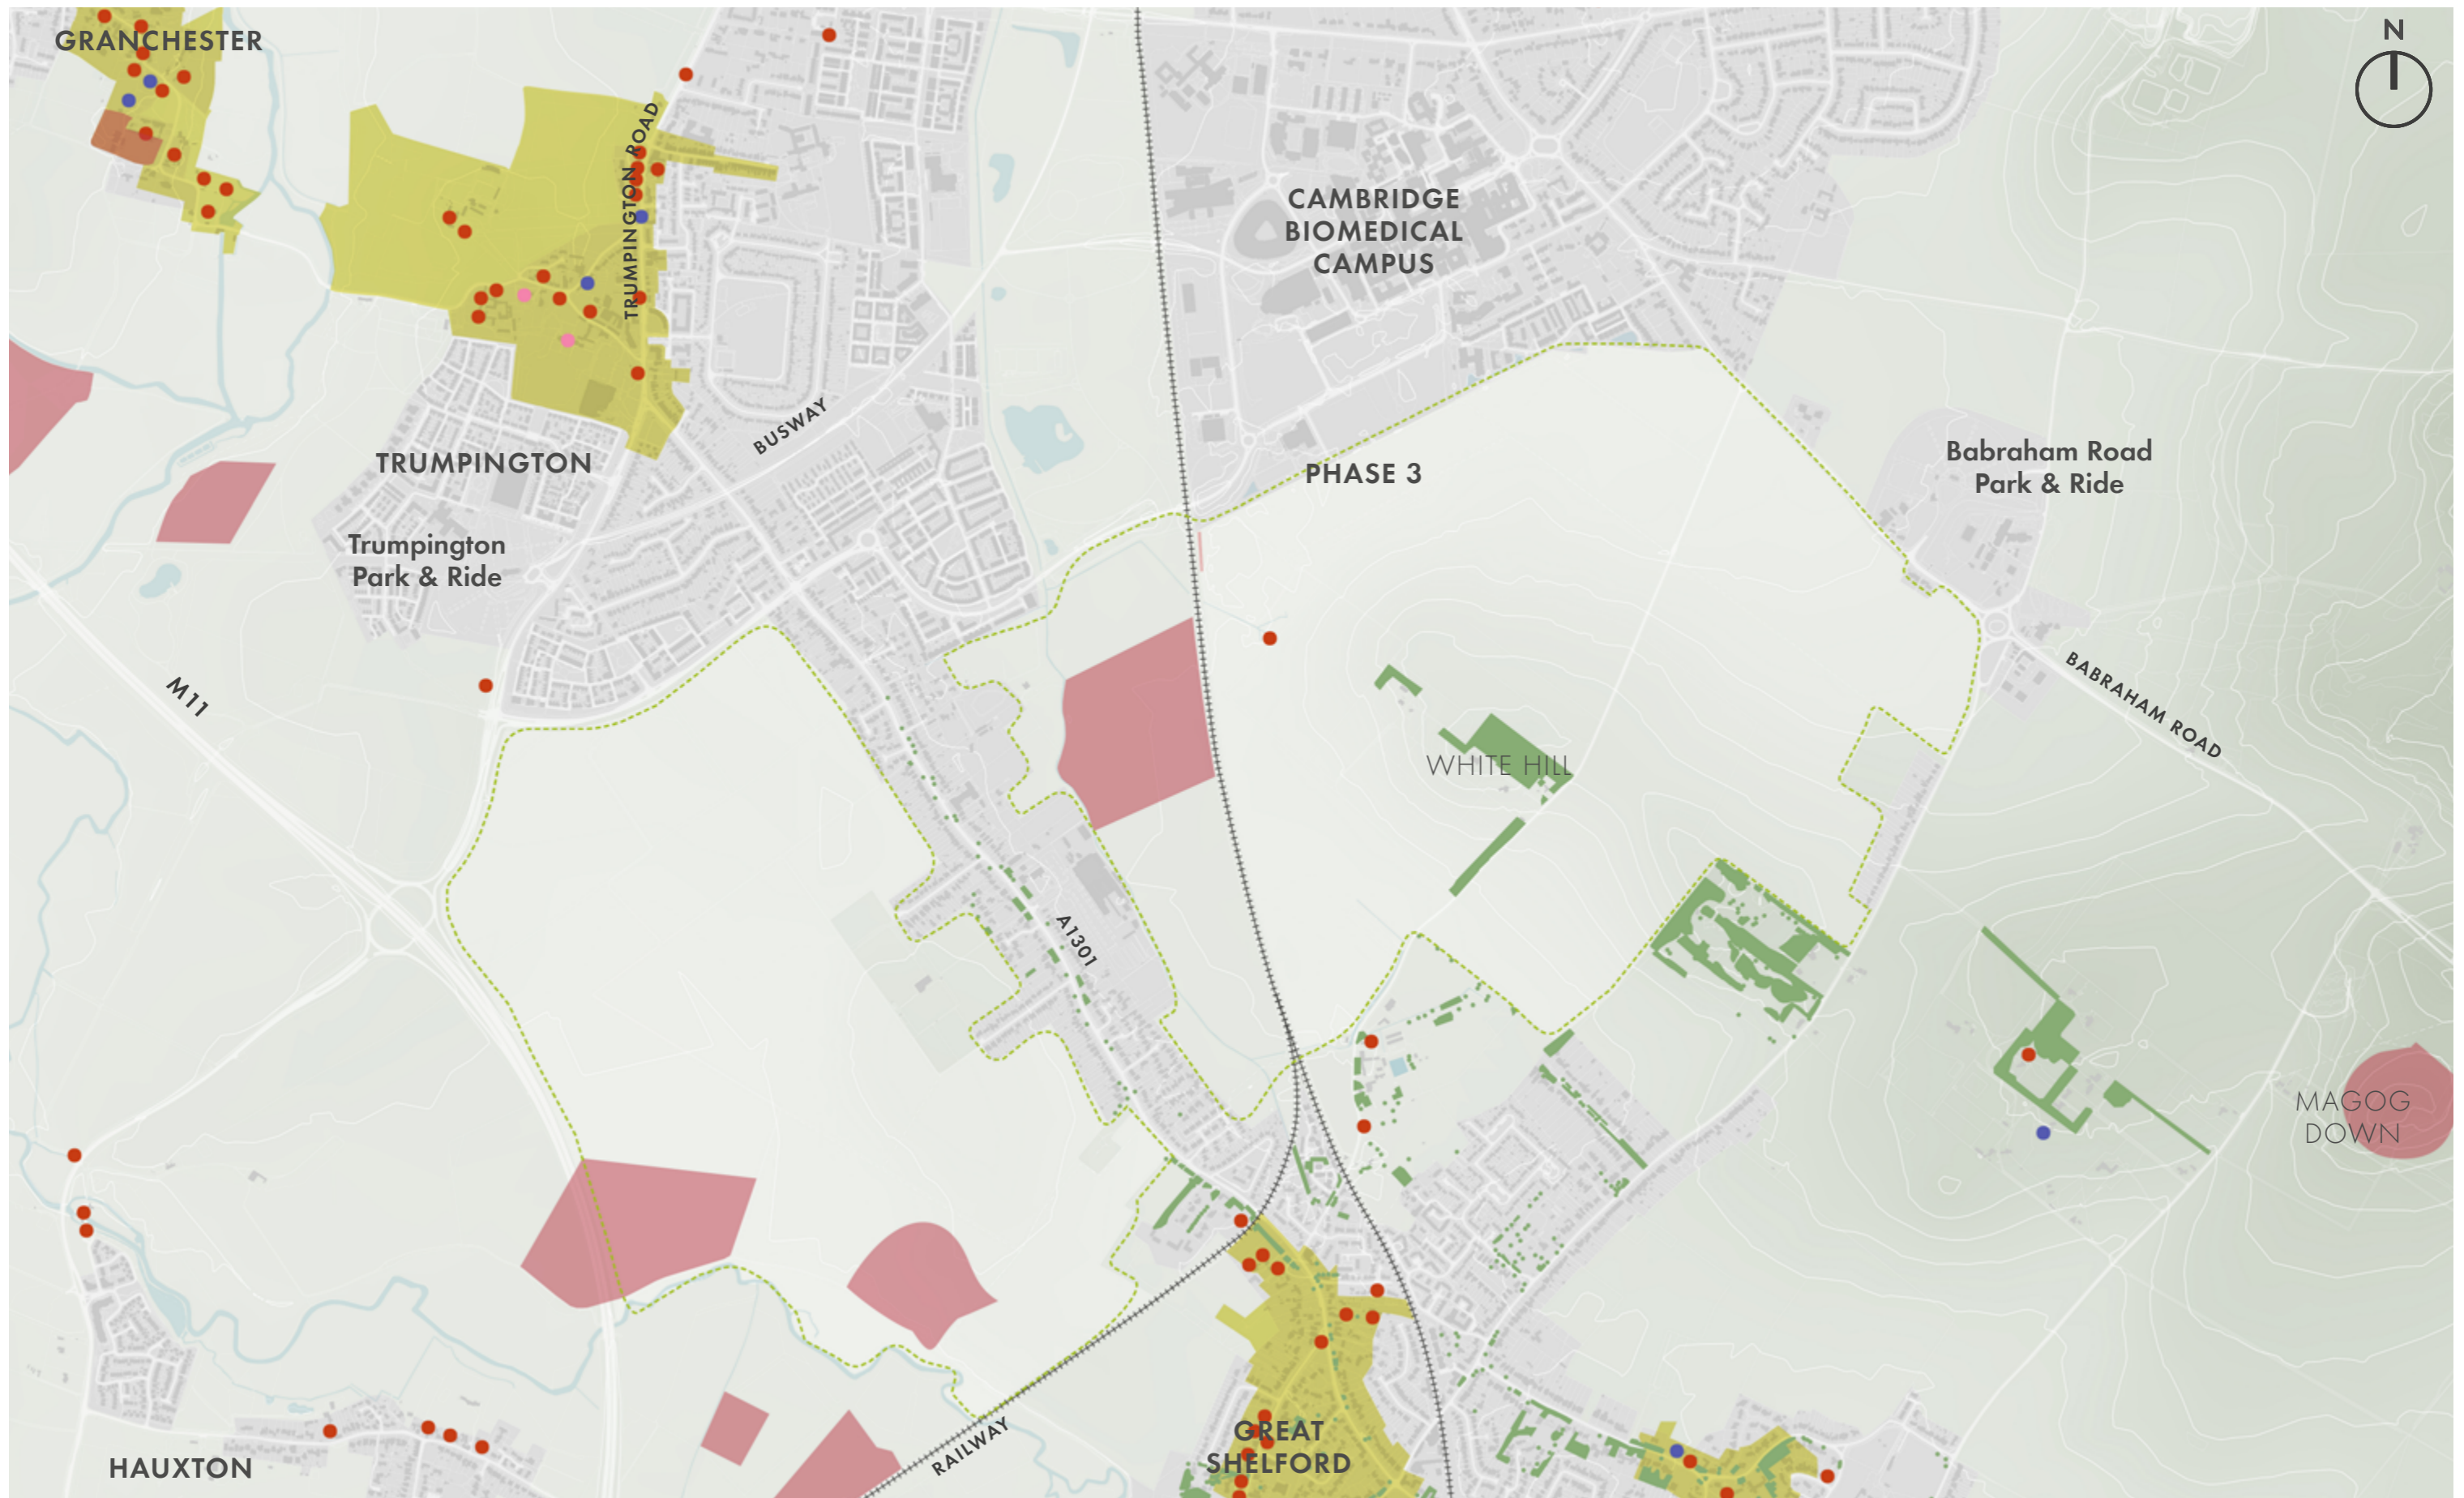 GRANCHESTER
N
TRUMPINGTON ROAD
CAMBRIDGE
BIOMEDICAL
CAMPUS
BUSWAY
TRUMPINGTON
PHASE 3
Babraham Road
Park & Ride
Trumpington
Park & Ride
M11
BABRAHAM ROAD
WHITE HILL
A1301
MAGOG
DOWN
GREAT
SHELFORD
RAILWAY
HAUXTON